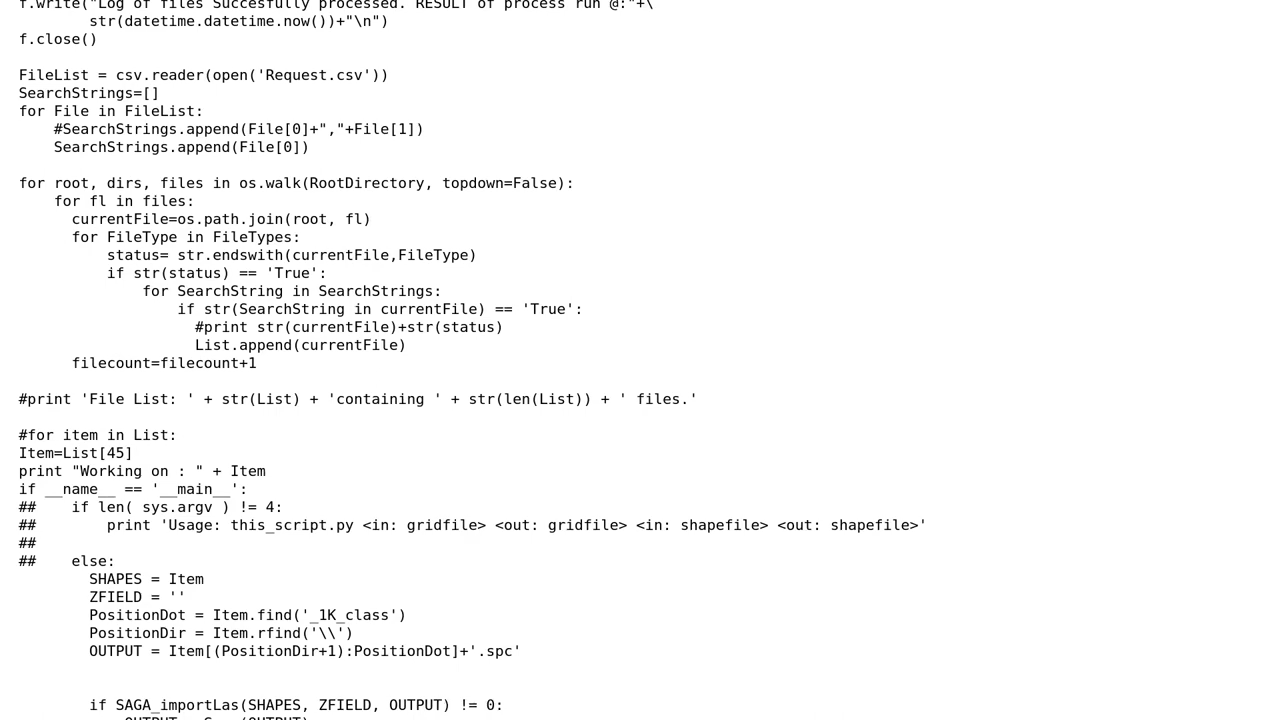 f.write("Log of files Succesfully processed. RESULT of process run @:"+\
        str(datetime.datetime.now())+"\n")
f.close()
FileList = csv.reader(open('Request.csv'))
SearchStrings=[]
for File in FileList:
    #SearchStrings.append(File[0]+","+File[1])
    SearchStrings.append(File[0])
for root, dirs, files in os.walk(RootDirectory, topdown=False):
    for fl in files:
      currentFile=os.path.join(root, fl)
      for FileType in FileTypes:
          status= str.endswith(currentFile,FileType)
          if str(status) == 'True':
              for SearchString in SearchStrings:
                  if str(SearchString in currentFile) == 'True':
                    #print str(currentFile)+str(status)
                    List.append(currentFile)
      filecount=filecount+1
#print 'File List: ' + str(List) + 'containing ' + str(len(List)) + ' files.'
#for item in List:
Item=List[45]
print "Working on : " + Item
if __name__ == '__main__':
##    if len( sys.argv ) != 4:
##        print 'Usage: this_script.py <in: gridfile> <out: gridfile> <in: shapefile> <out: shapefile>'
##
##    else:
        SHAPES = Item
        ZFIELD = ''
        PositionDot = Item.find('_1K_class')
        PositionDir = Item.rfind('\\')
        OUTPUT = Item[(PositionDir+1):PositionDot]+'.spc'
        if SAGA_importLas(SHAPES, ZFIELD, OUTPUT) != 0: